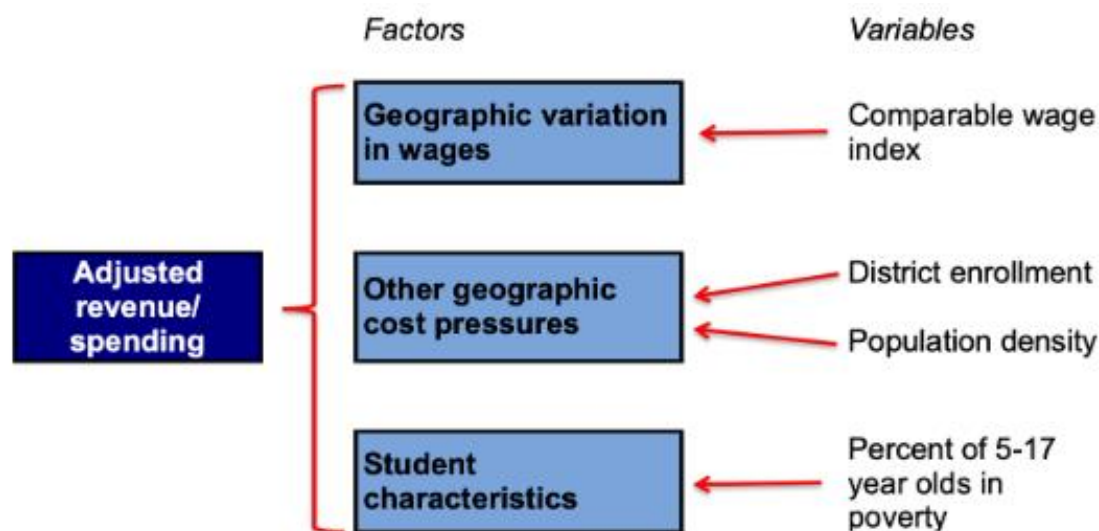 Factors
Variables
Geographic variation
in wages
Comparable wage
index
Adjusted
revenue/
spending
Other geographic
cost pressures
District enrollment
Population density
Student
characteristics
Percent of 5-17
year olds in
poverty